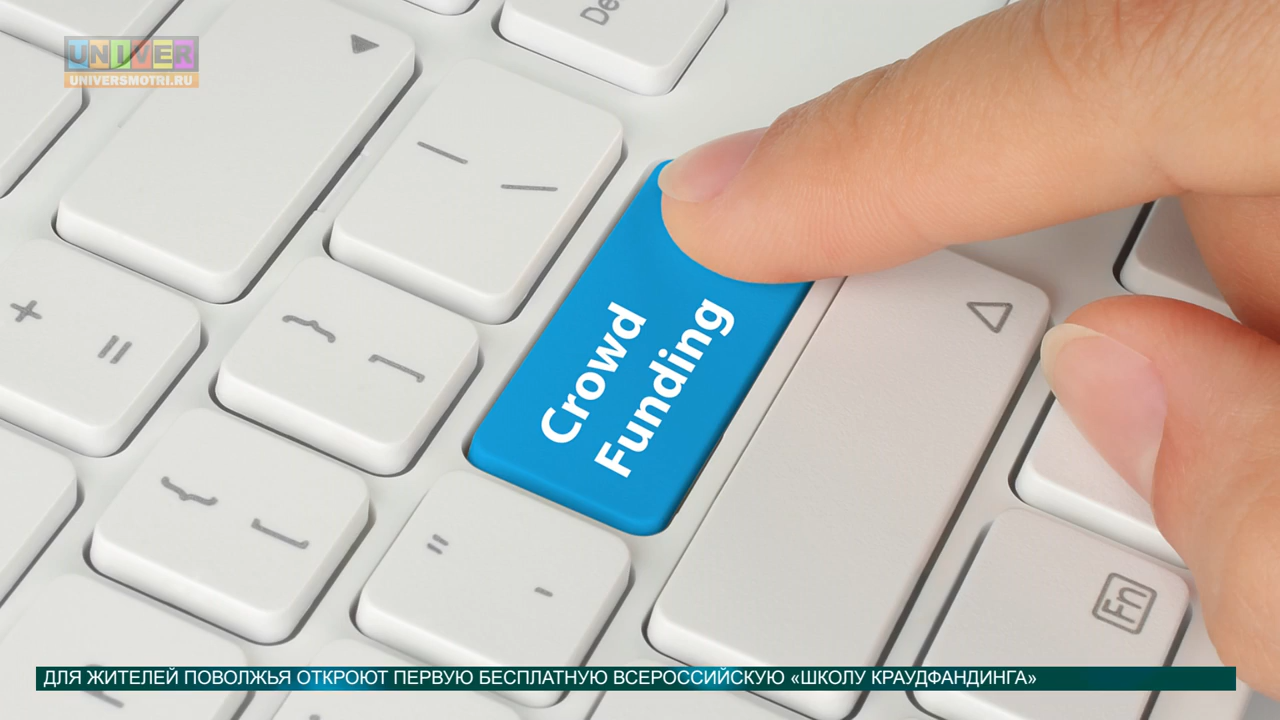 UNIVER
UNIVERSMOTRI.RU
Crowd
Funding
Fn
ДЛЯ ЖИТЕЛЕЙ ПОВОЛЖЬЯ ОТКРОЮТ ПЕРВУЮ БЕСПЛАТНУЮ ВСЕРОССИЙСКУЮ «ШКОЛУ КРАУДФАНДИНГА»